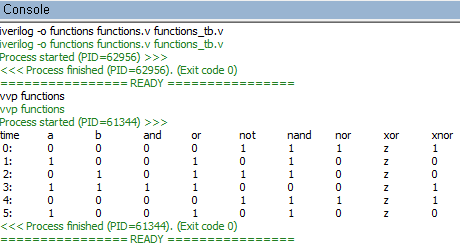 Console
iverilog -o functions functions.v functions_tb.v
iverilog -o functions functions.v functions_tb.v
Process started (PID=62956) >>>
<<< Process finished (PID=62956). (Exit code 0)
================ READY ================
vvp functions
vvp functions
Process started (PID=61344) >>>
time a b and or not nand nor xor xnor
0: 0 0 0 0 1 1 1 z 1
1: 1 0 0 1 0 1 0 z 0
2: 0 1 0 1 1 1 0 z 0
3: 1 1 1 1 0 0 0 z 1
4: 0 0 0 0 1 1 1 z 1
5: 1 0 0 1 0 1 0 z 0
<<< Process finished (PID=61344). (Exit code 0)
================ READY ================